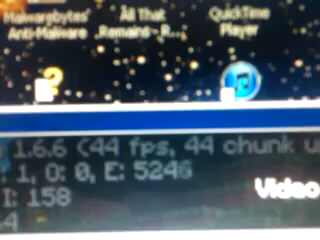 Malwarebytes'
Anti-Malware
All That
Remains - R...
QuickTime
Player
1.6.6 (44 fps, 44 chunk u
: 1, O: 0, E: 5246
I: 158
Video